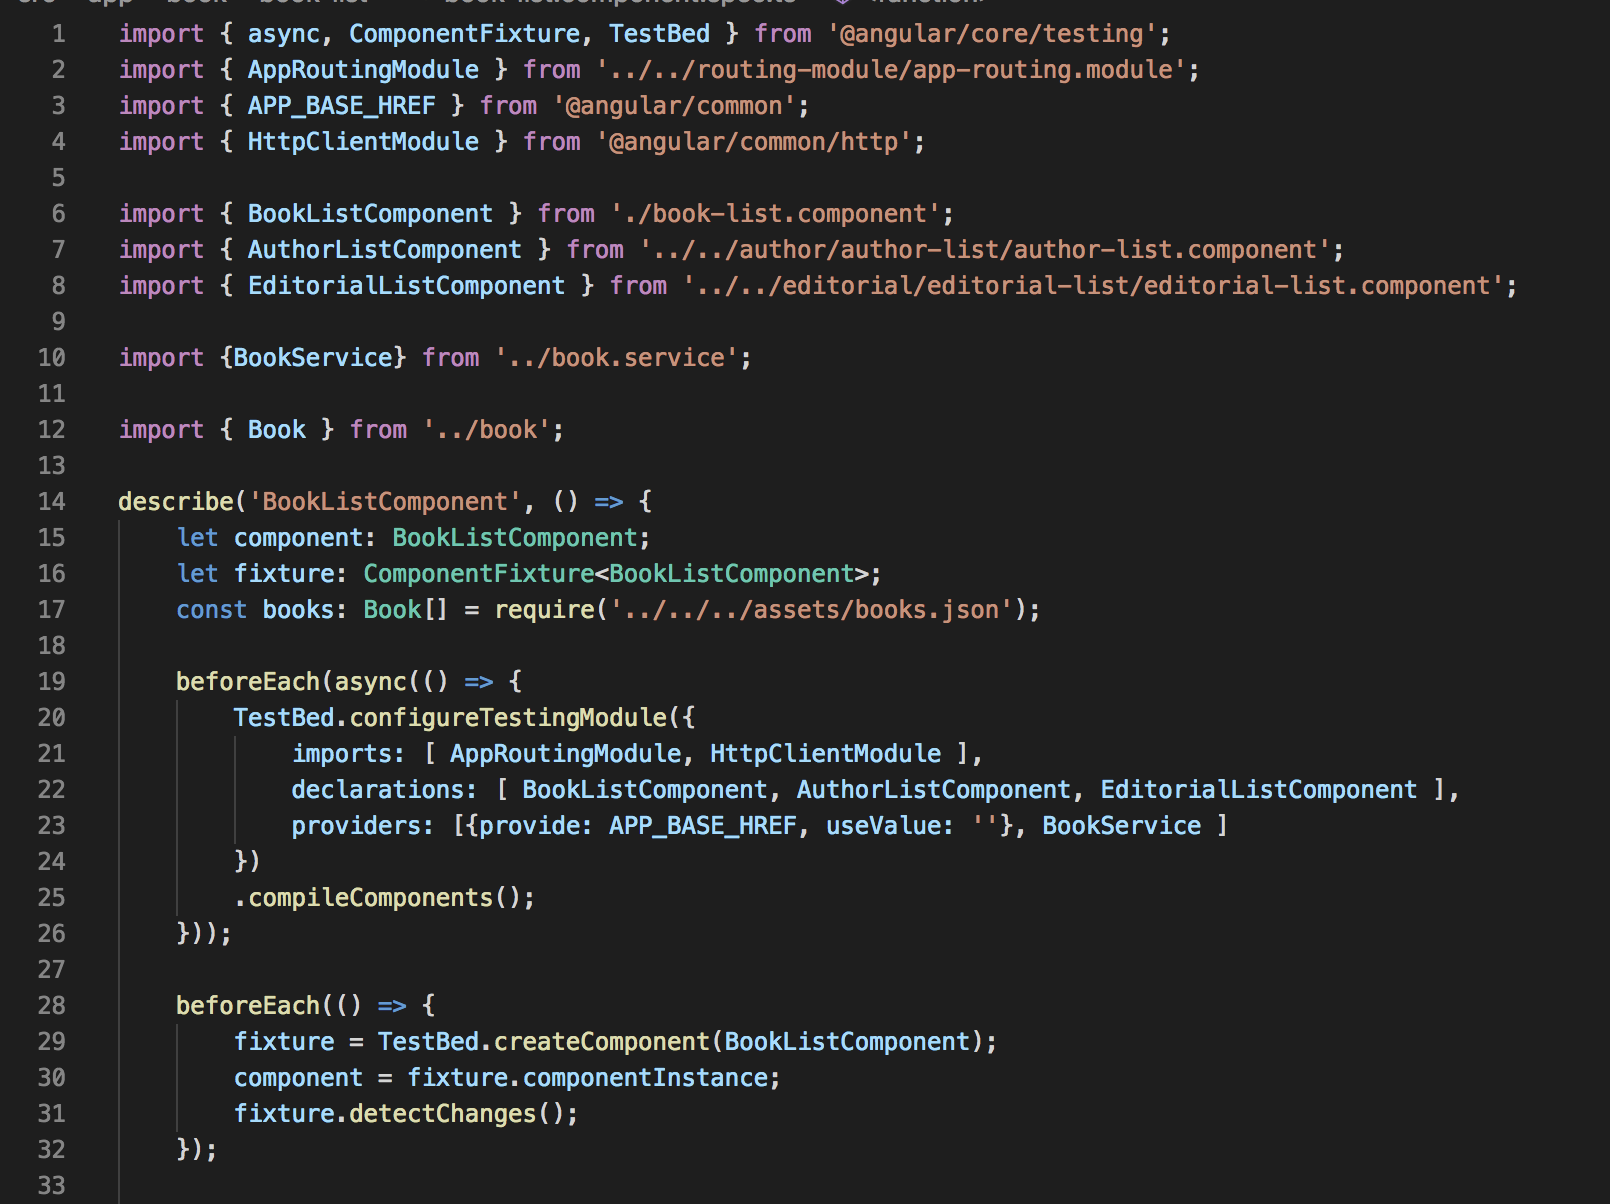 1 import { async, ComponentFixture, TestBed } from '@angular/core/testing';
2 import { AppRoutingModule } from '../../routing-module/app-routing.module';
3 import { APP_BASE_HREF } from '@angular/common';
4 import { HttpClientModule } from '@angular/common/http';
5
6 import { BookListComponent } from './book-list.component';
7 import { AuthorListComponent } from '../../author/author-list/author-list.component';
8 import { EditorialListComponent } from '../../editorial/editorial-list/editorial-list.component';
9
10 import {BookService} from '../book.service';
11
12 import { Book } from '../book';
13
14 describe('BookListComponent', () => {
15     let component: BookListComponent;
16     let fixture: ComponentFixture<BookListComponent>;
17     const books: Book[] = require('../../../assets/books.json');
18
19     beforeEach(async(() => {
20         TestBed.configureTestingModule({
21             imports: [ AppRoutingModule, HttpClientModule ],
22             declarations: [ BookListComponent, AuthorListComponent, EditorialListComponent ],
23             providers: [{provide: APP_BASE_HREF, useValue: ''}, BookService ]
24         })
25         .compileComponents();
26     }));
27
28     beforeEach(() => {
29         fixture = TestBed.createComponent(BookListComponent);
30         component = fixture.componentInstance;
31         fixture.detectChanges();
32     });
33